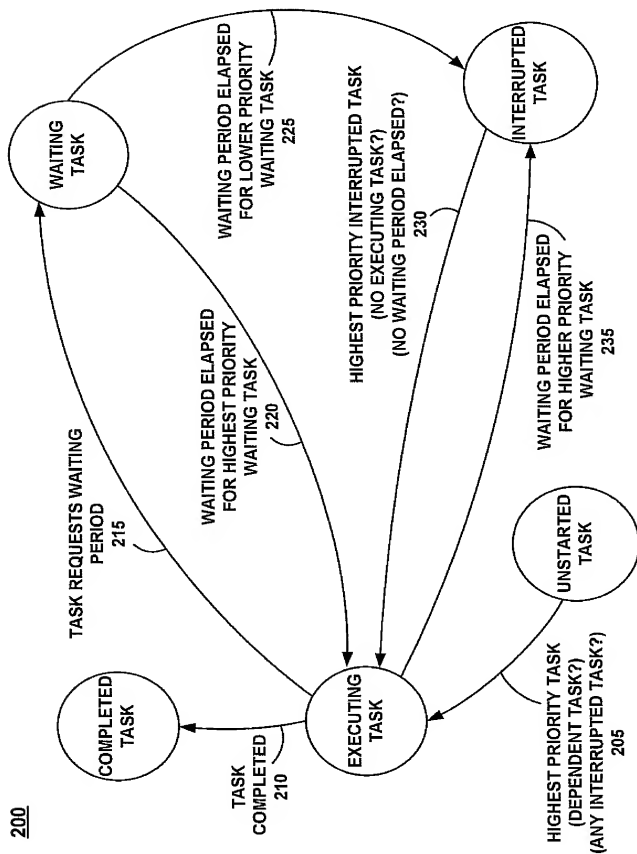 200
COMPLETED
TASK
TASK
COMPLETED
210
TASK REQUESTS WAITING
PERIOD
215
WAITING
TASK
WAITING PERIOD ELAPSED
FOR HIGHEST PRIORITY
WAITING TASK
220
WAITING PERIOD ELAPSED
FOR LOWER PRIORITY
WAITING TASK
225
EXECUTING
TASK
HIGHEST PRIORITY INTERRUPTED TASK
(NO EXECUTING TASK?)
(NO WAITING PERIOD ELAPSED?)
230
INTERRUPTED
TASK
HIGHEST PRIORITY TASK
(DEPENDENT TASK?)
(ANY INTERRUPTED TASK?)
205
UNSTARTED
TASK
WAITING PERIOD ELAPSED
FOR HIGHER PRIORITY
WAITING TASK
235